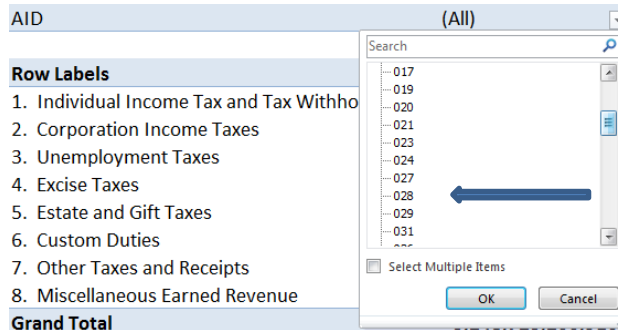 AID (All)
Search
017
019
020
021
023
024
027
028
029
031
Row Labels
1. Individual Income Tax and Tax Withho
2. Corporation Income Taxes
3. Unemployment Taxes
4. Excise Taxes
5. Estate and Gift Taxes
6. Custom Duties
7. Other Taxes and Receipts
8. Miscellaneous Earned Revenue
Grand Total
Select Multiple Items
OK Cancel